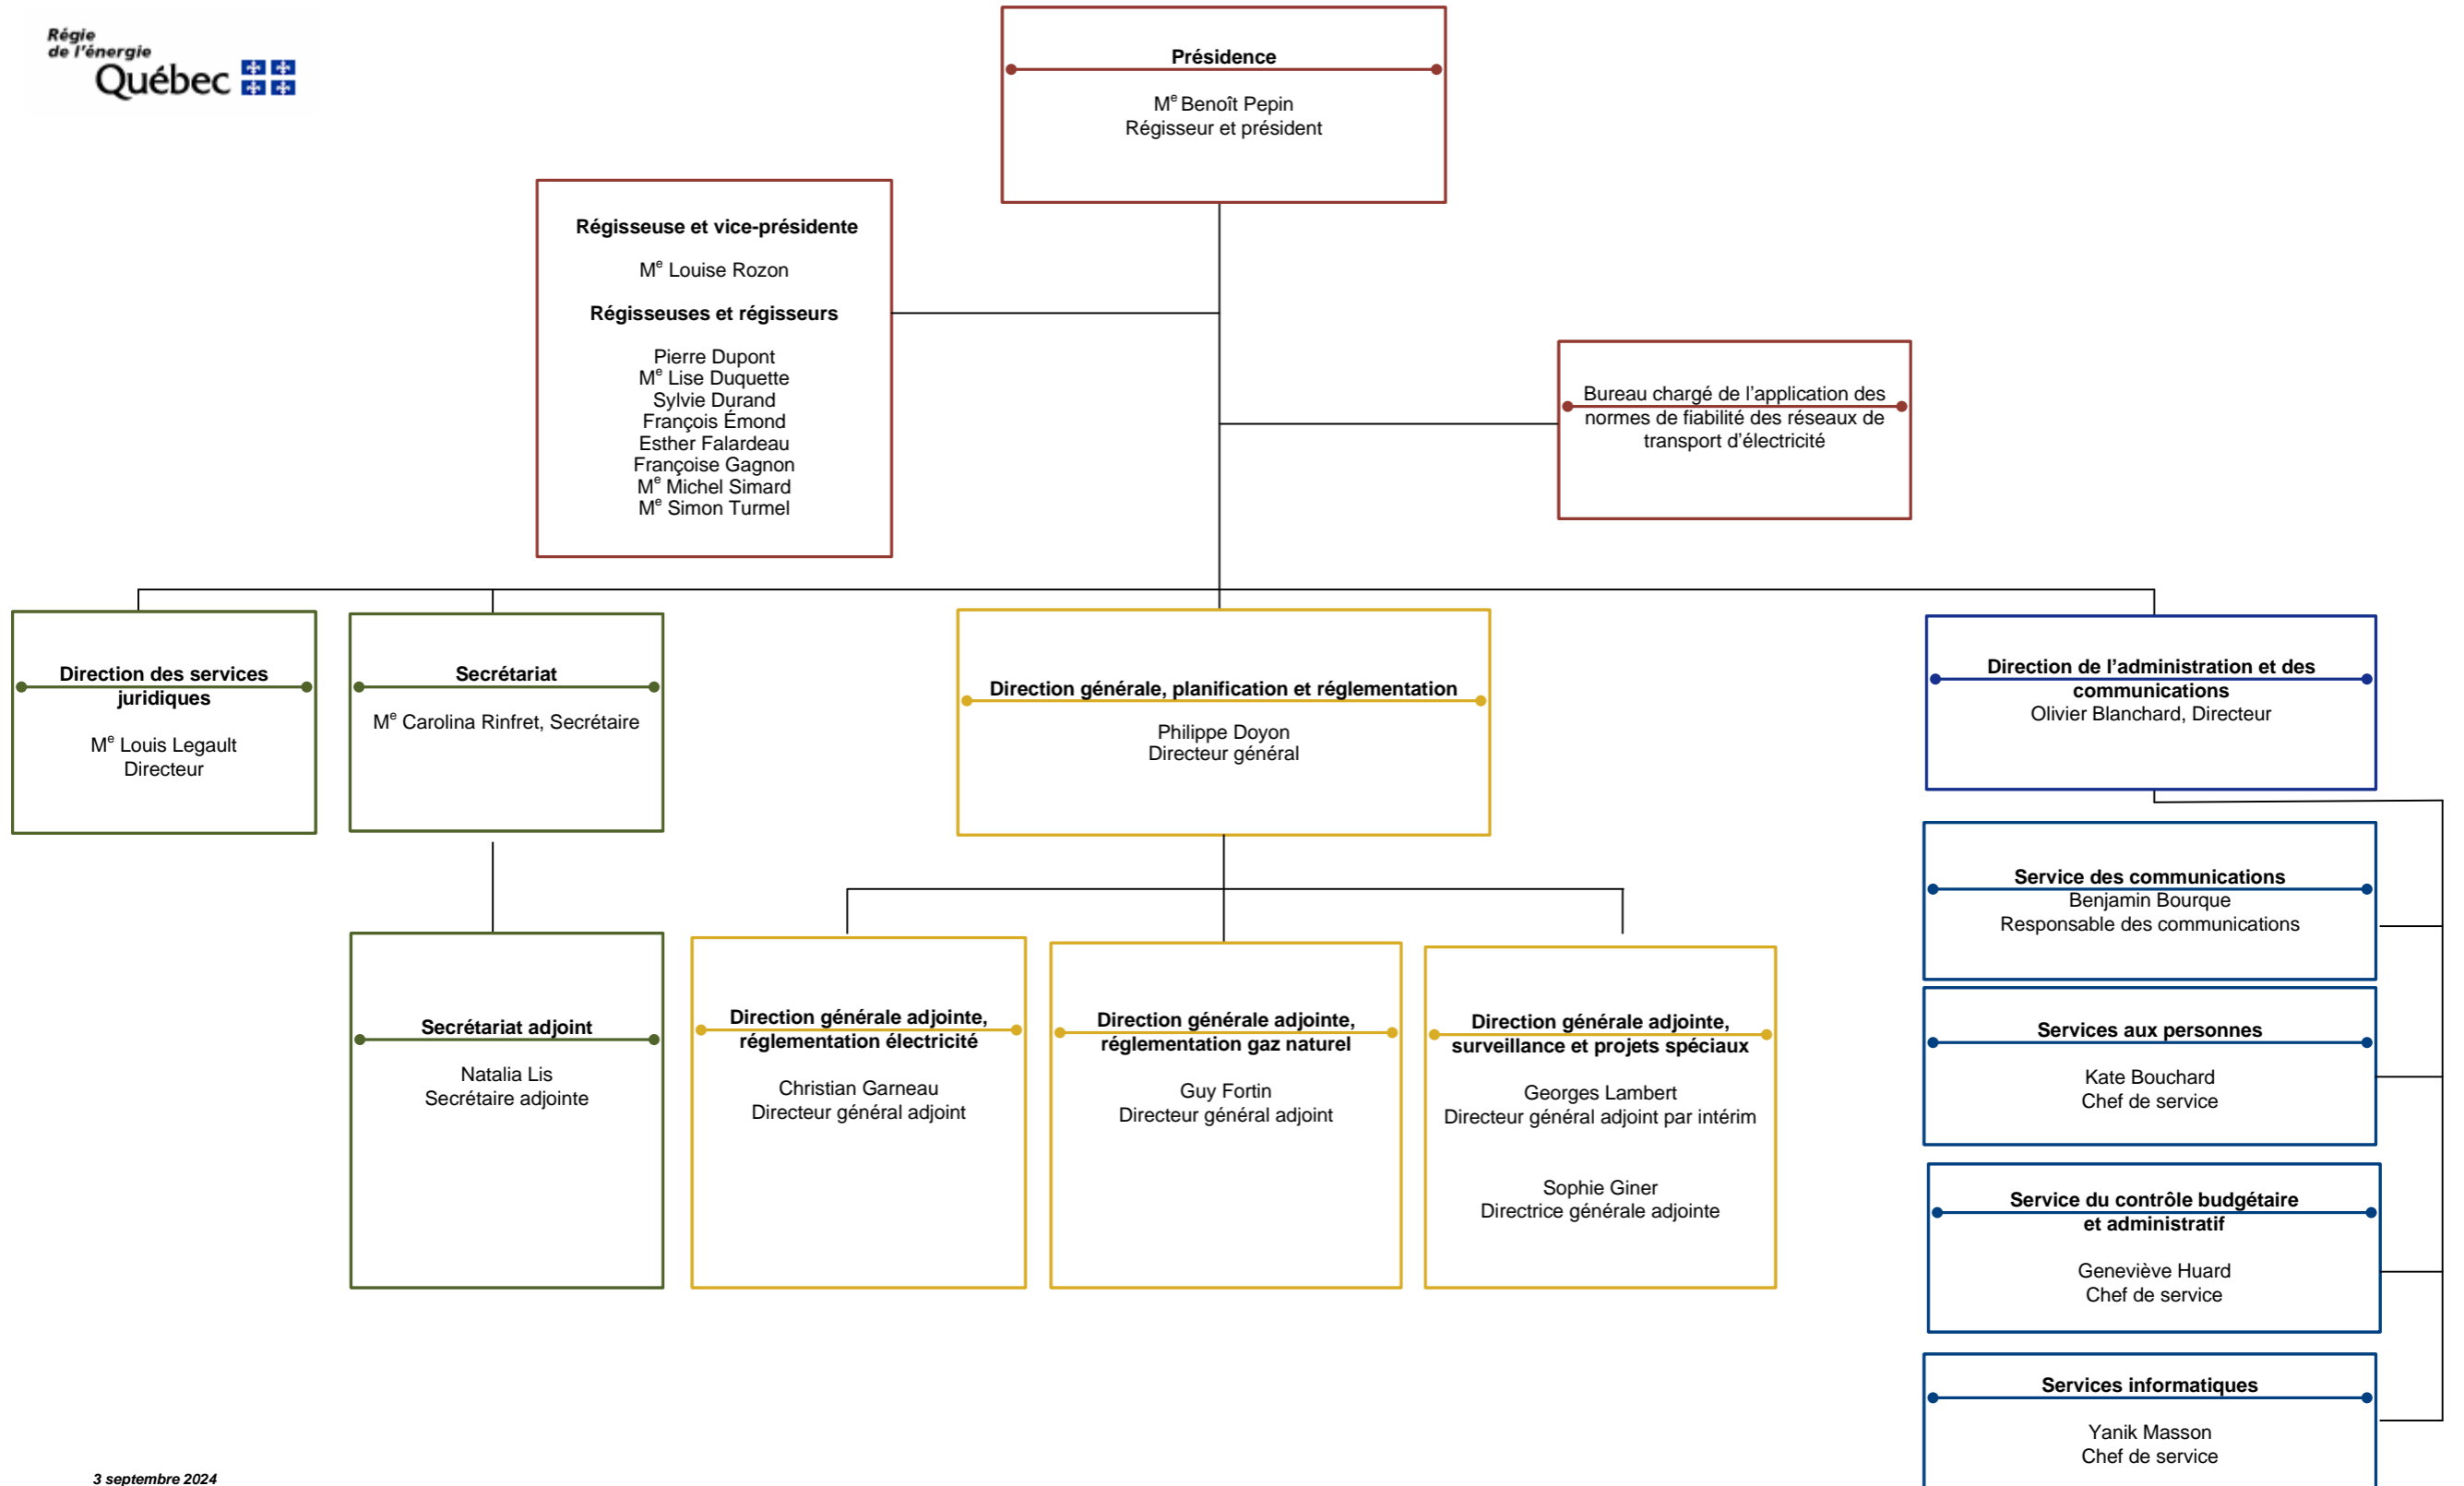 Régie
de l'énergie
Québec
Présidence
Me Benoît Pepin
Régisseur et président
Régisseuse et vice-présidente
Me Louise Rozon
Régisseuses et régisseurs
Pierre Dupont
Me Lise Duquette
Sylvie Durand
François Émond
Esther Falardeau
Françoise Gagnon
Me Michel Simard
Me Simon Turmel
Bureau chargé de l’application des
normes de fiabilité des réseaux de
transport d’électricité
Direction des services
juridiques
Me Louis Legault
Directeur
Secrétariat
Me Carolina Rinfret, Secrétaire
Direction générale, planification et réglementation
Philippe Doyon
Directeur général
Direction de l’administration et des
communications
Olivier Blanchard, Directeur
Secrétariat adjoint
Natalia Lis
Secrétaire adjointe
Direction générale adjointe,
réglementation électricité
Christian Garneau
Directeur général adjoint
Direction générale adjointe,
réglementation gaz naturel
Guy Fortin
Directeur général adjoint
Direction générale adjointe,
surveillance et projets spéciaux
Georges Lambert
Directeur général adjoint par intérim
Sophie Giner
Directrice générale adjointe
Service des communications
Benjamin Bourque
Responsable des communications
Services aux personnes
Kate Bouchard
Chef de service
Service du contrôle budgétaire
et administratif
Geneviève Huard
Chef de service
Services informatiques
Yanik Masson
Chef de service
3 septembre 2024